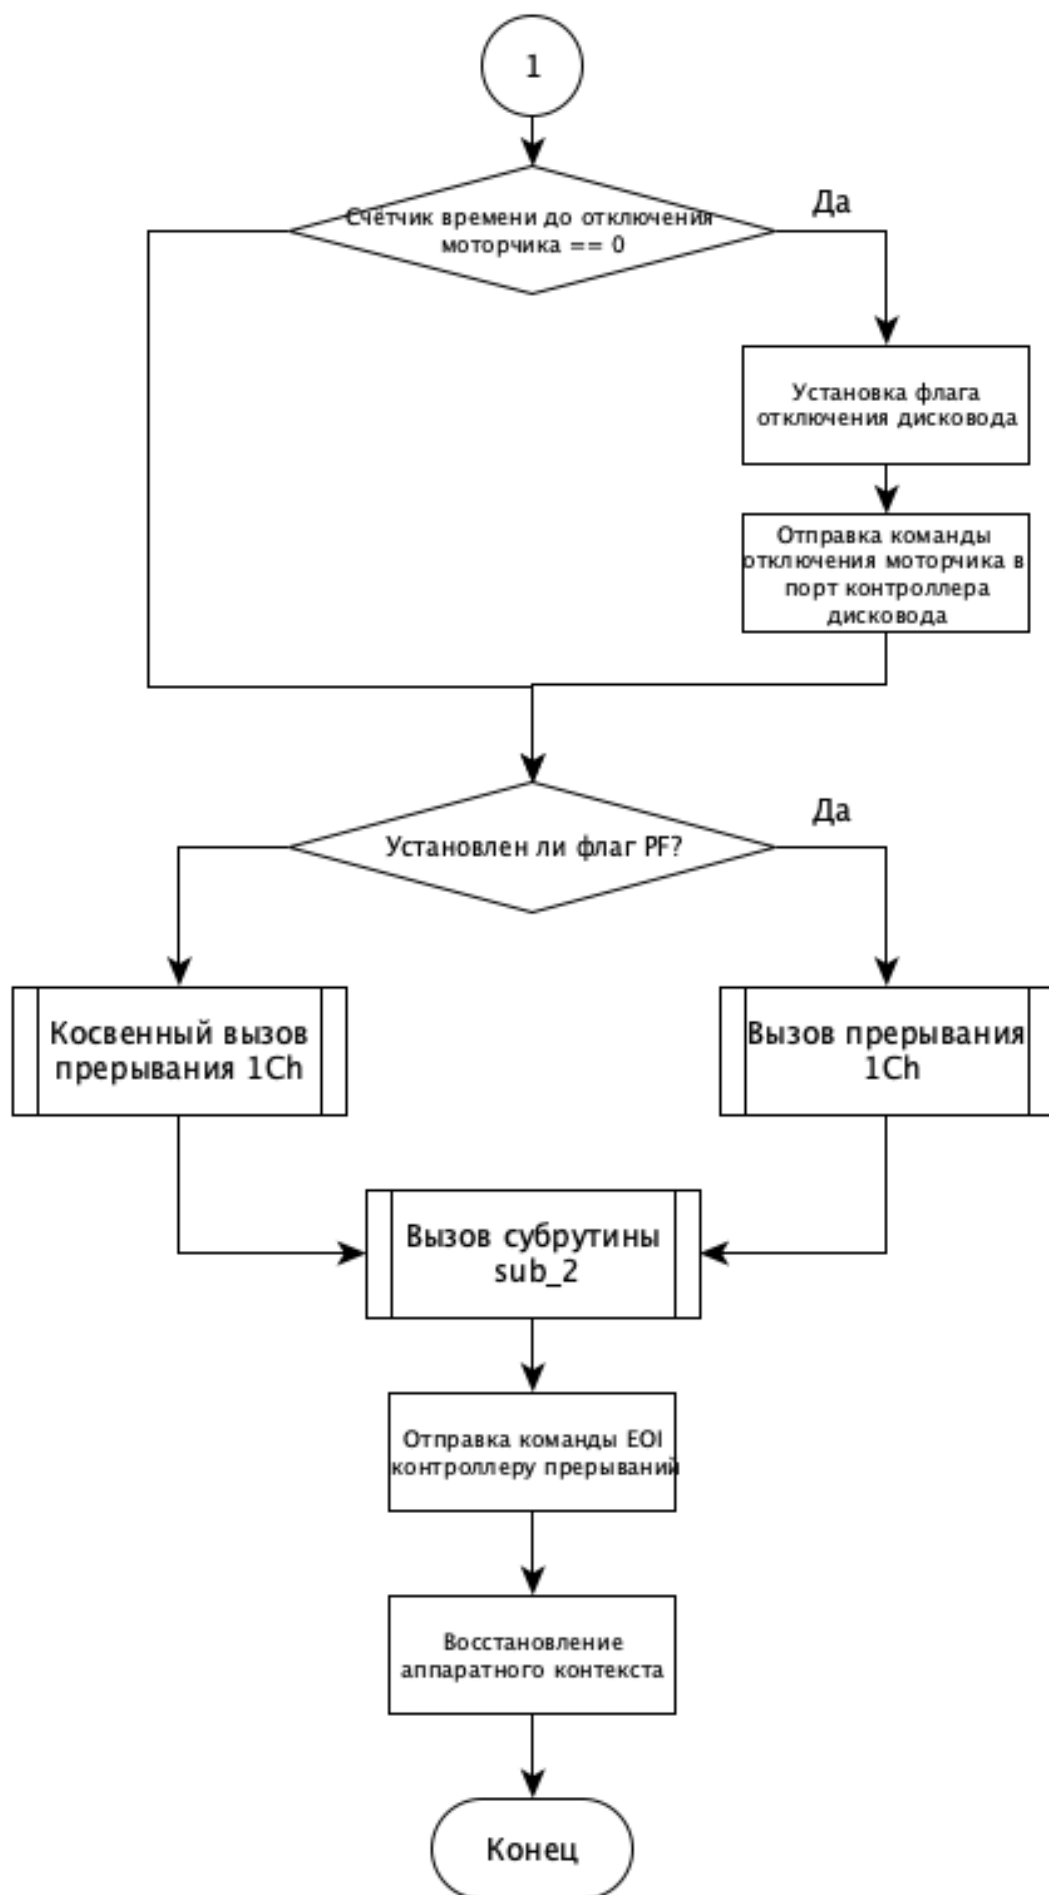 1
Да
Счётчик времени до отключения
моторчика == 0
Установка флага
отключения дисковода
Отправка команды
отключения моторчика в
порт контроллера
дисковода
Да
Установлен ли флаг PF?
Косвенный вызов
прерывания 1Ch
Вызов прерывания
1Ch
Вызов субрутины
sub_2
Отправка команды EOI
контроллеру прерываний
Восстановление
аппаратного контекста
Конец